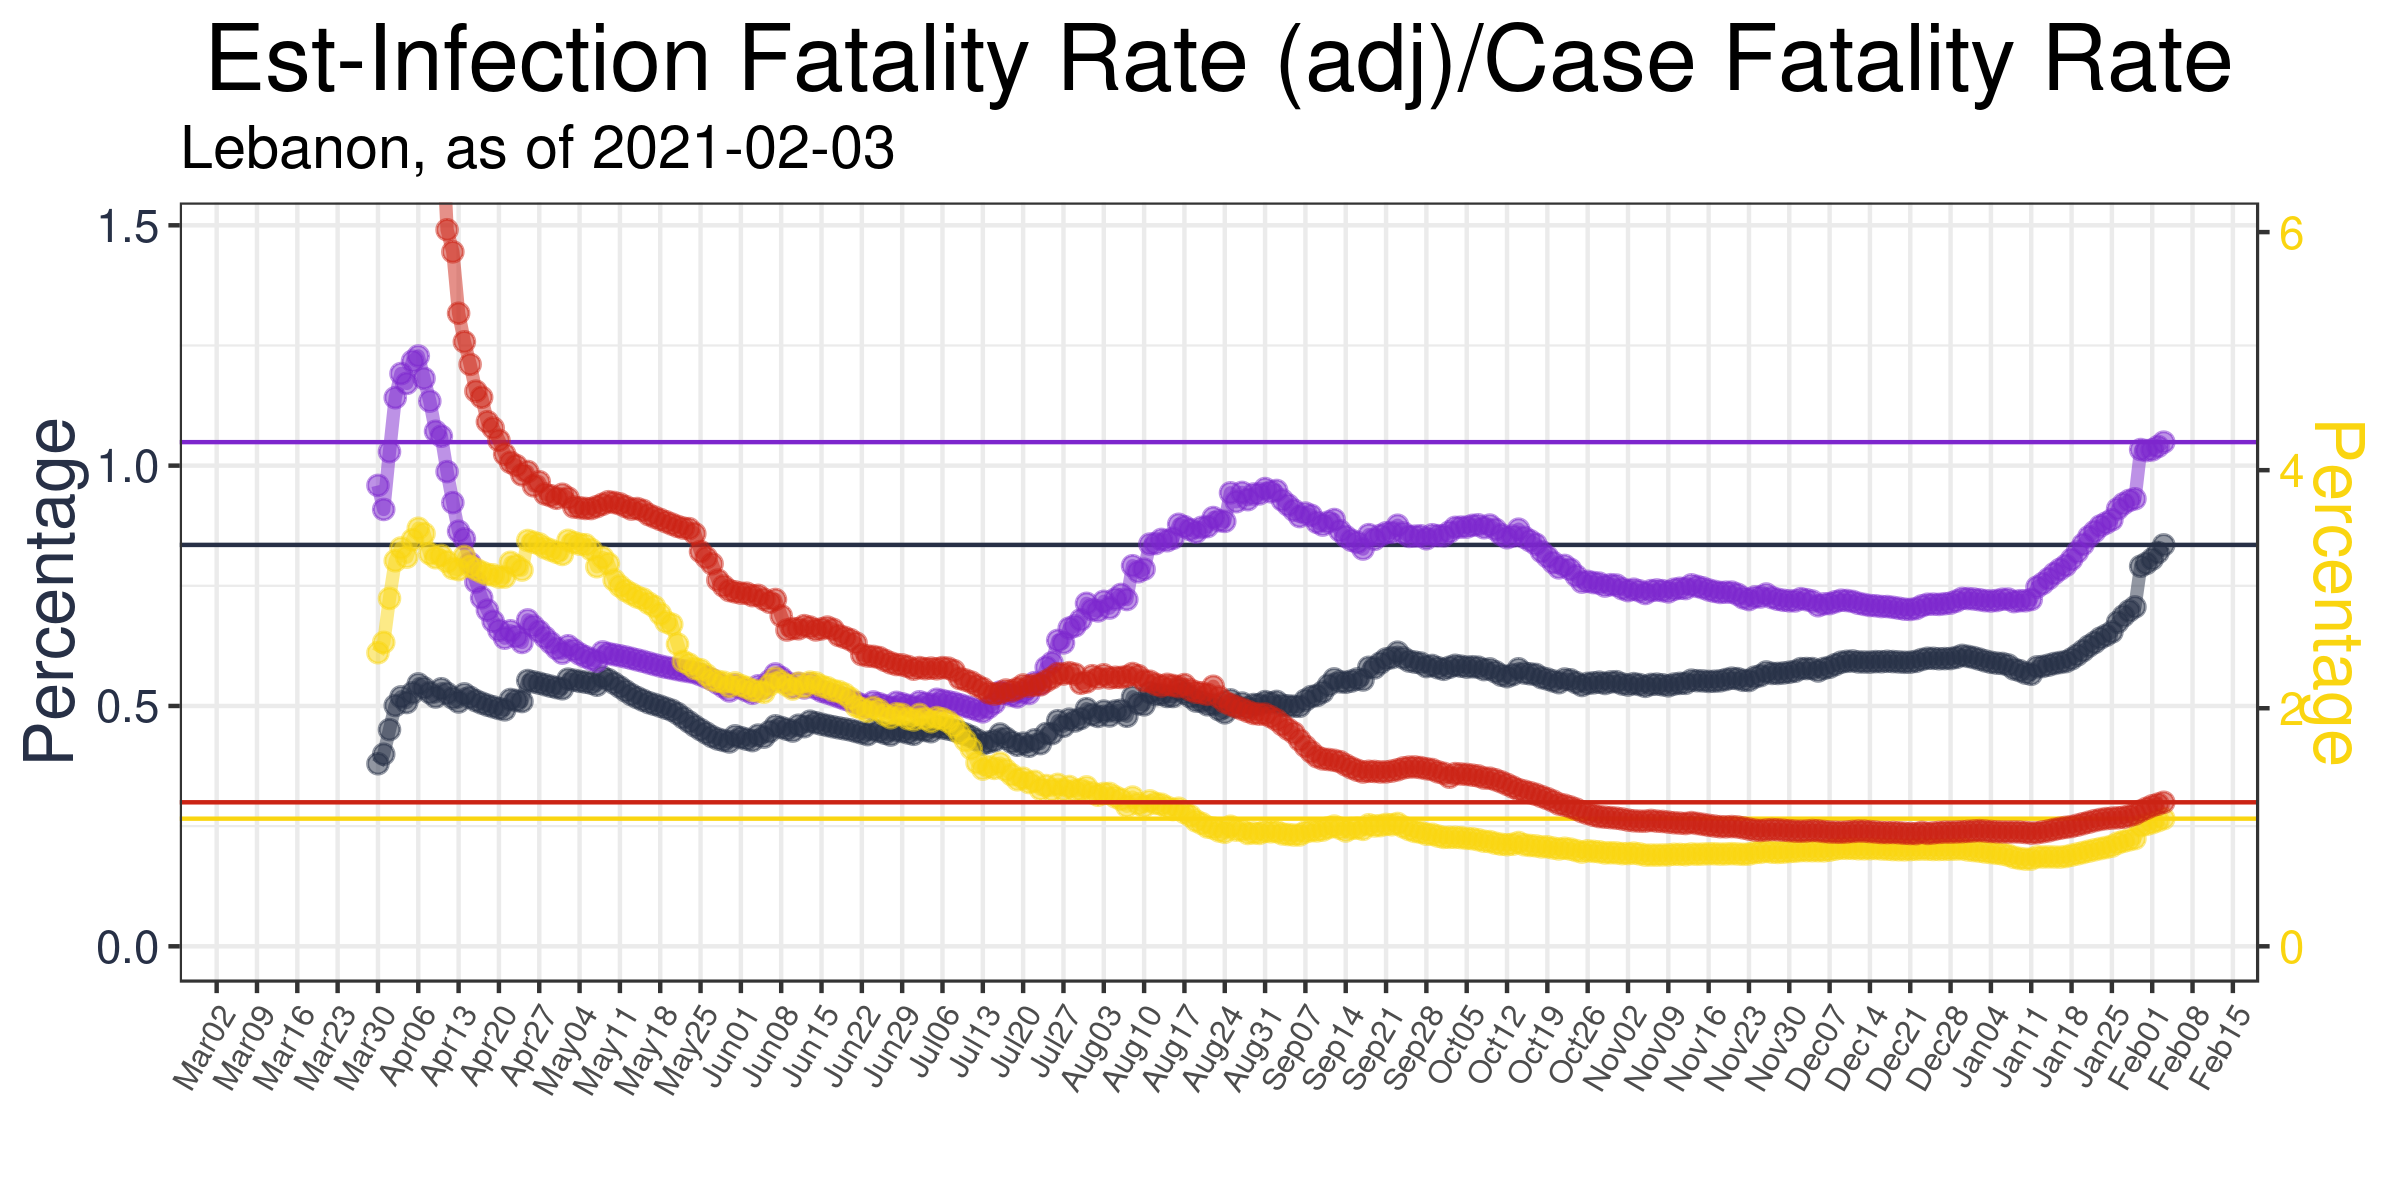 Est-Infection Fatality Rate (adj)/Case Fatality Rate
Lebanon, as of 2021-02-03
Percentage
1.5
1.0
0.5
0.0
6
4
2
0
Percentage
Mar02 Mar09 Mar16 Mar23 Mar30 Apr06 Apr13 Apr20 Apr27 May04 May11 May18 May25 Jun01 Jun08 Jun15 Jun22 Jun29 Jul06 Jul13 Jul20 Jul27 Aug03 Aug10 Aug17 Aug24 Aug31 Sep07 Sep14 Sep21 Sep28 Oct05 Oct12 Oct19 Oct26 Nov02 Nov09 Nov16 Nov23 Nov30 Dec07 Dec14 Dec21 Dec28 Jan04 Jan11 Jan18 Jan25 Feb01 Feb08 Feb15